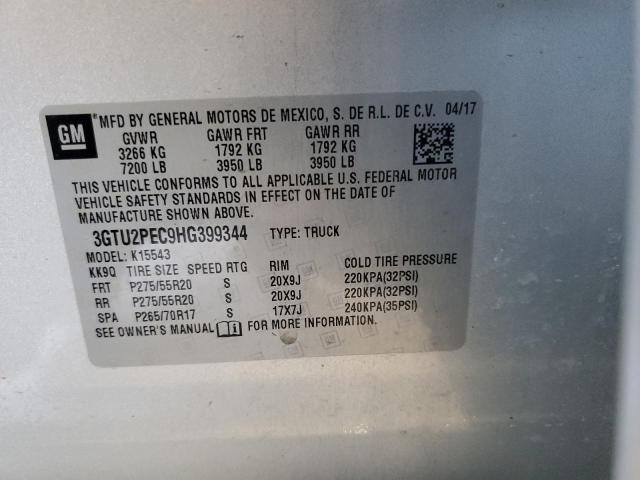 GM
®MFD BY GENERAL MOTORS DE MEXICO, S. DE R.L. DE C.V. 04/17
GVWR GAWR FRT GAWR RR
3266 KG 1792 KG 1792 KG
7200 LB 3950 LB 3950 LB
THIS VEHICLE CONFORMS TO ALL APPLICABLE U.S. FEDERAL MOTOR
VEHICLE SAFETY STANDARDS IN EFFECT ON THE DATE OF
MANUFACTURE SHOWN ABOVE.
3GTU2PEC9HG399344 TYPE: TRUCK
MODEL: K15543
KK9Q TIRE SIZE SPEED RTG RIM COLD TIRE PRESSURE
FRT P275/55R20 S 20X9J 220KPA(32PSI)
RR P275/55R20 S 20X9J 220KPA(32PSI)
SPA P265/70R17 S 17X7J 240KPA(35PSI)
SEE OWNER'S MANUAL FOR MORE INFORMATION.